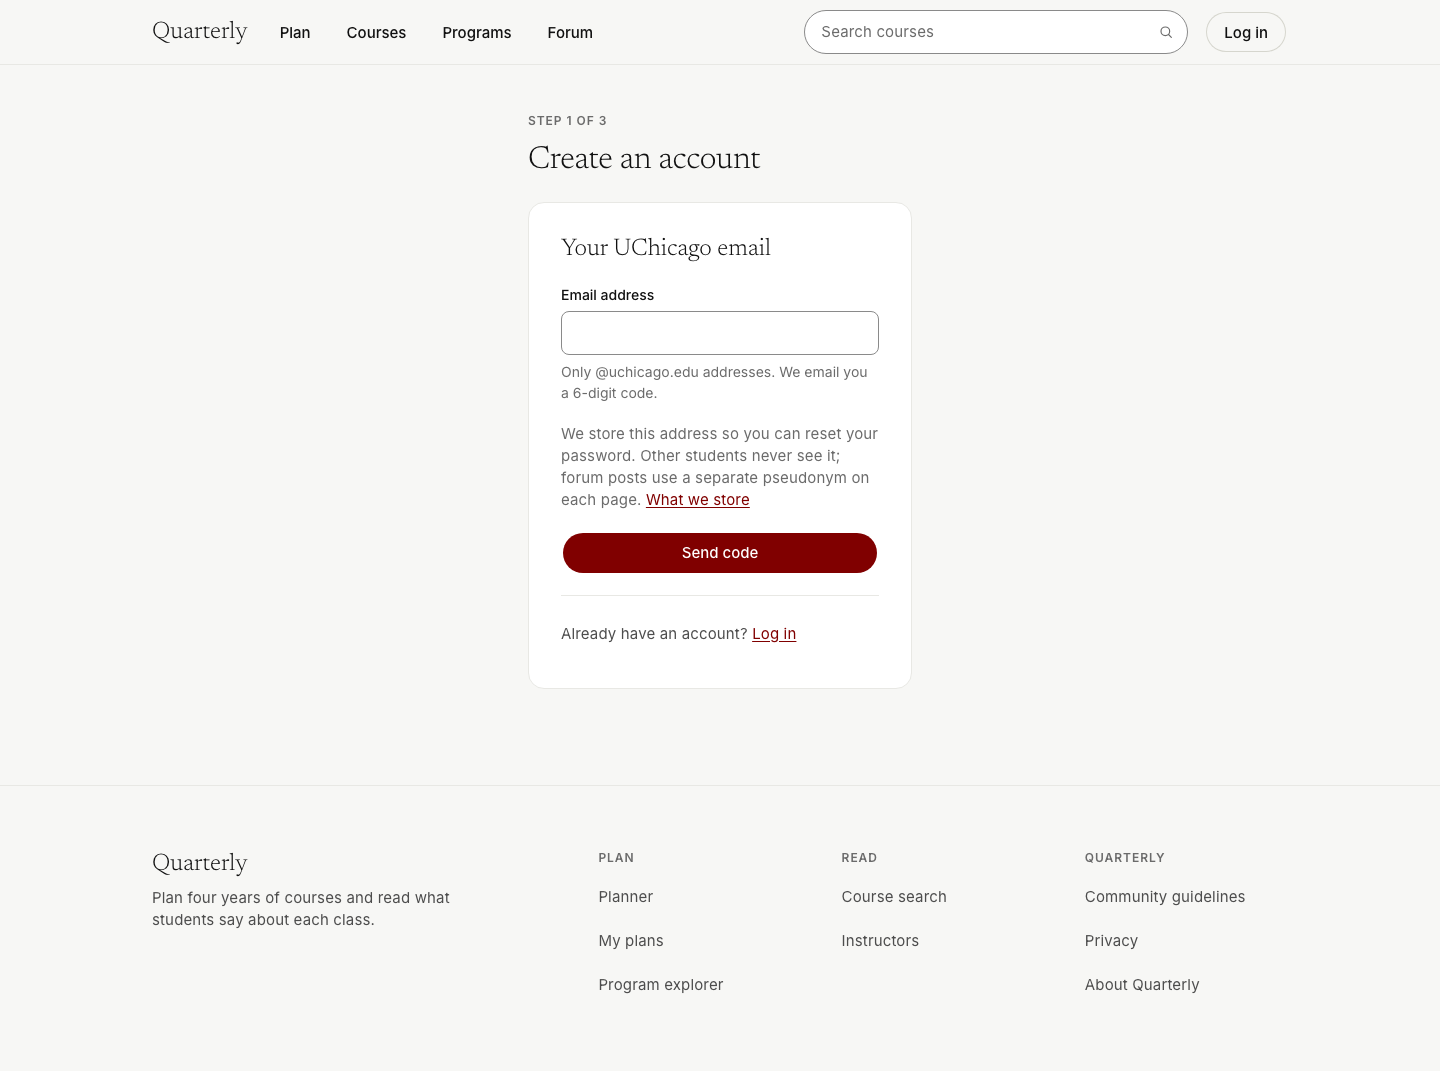 Quarterly
Plan
Courses
Programs
Forum
Search courses
Log in
STEP 1 OF 3
Create an account
Your UChicago email
Email address
Only @uchicago.edu addresses. We email you
a 6-digit code.
We store this address so you can reset your
password. Other students never see it;
forum posts use a separate pseudonym on
each page. What we store
Send code
Already have an account? Log in
Quarterly
Plan four years of courses and read what
students say about each class.
PLAN
Planner
My plans
Program explorer
READ
Course search
Instructors
QUARTERLY
Community guidelines
Privacy
About Quarterly